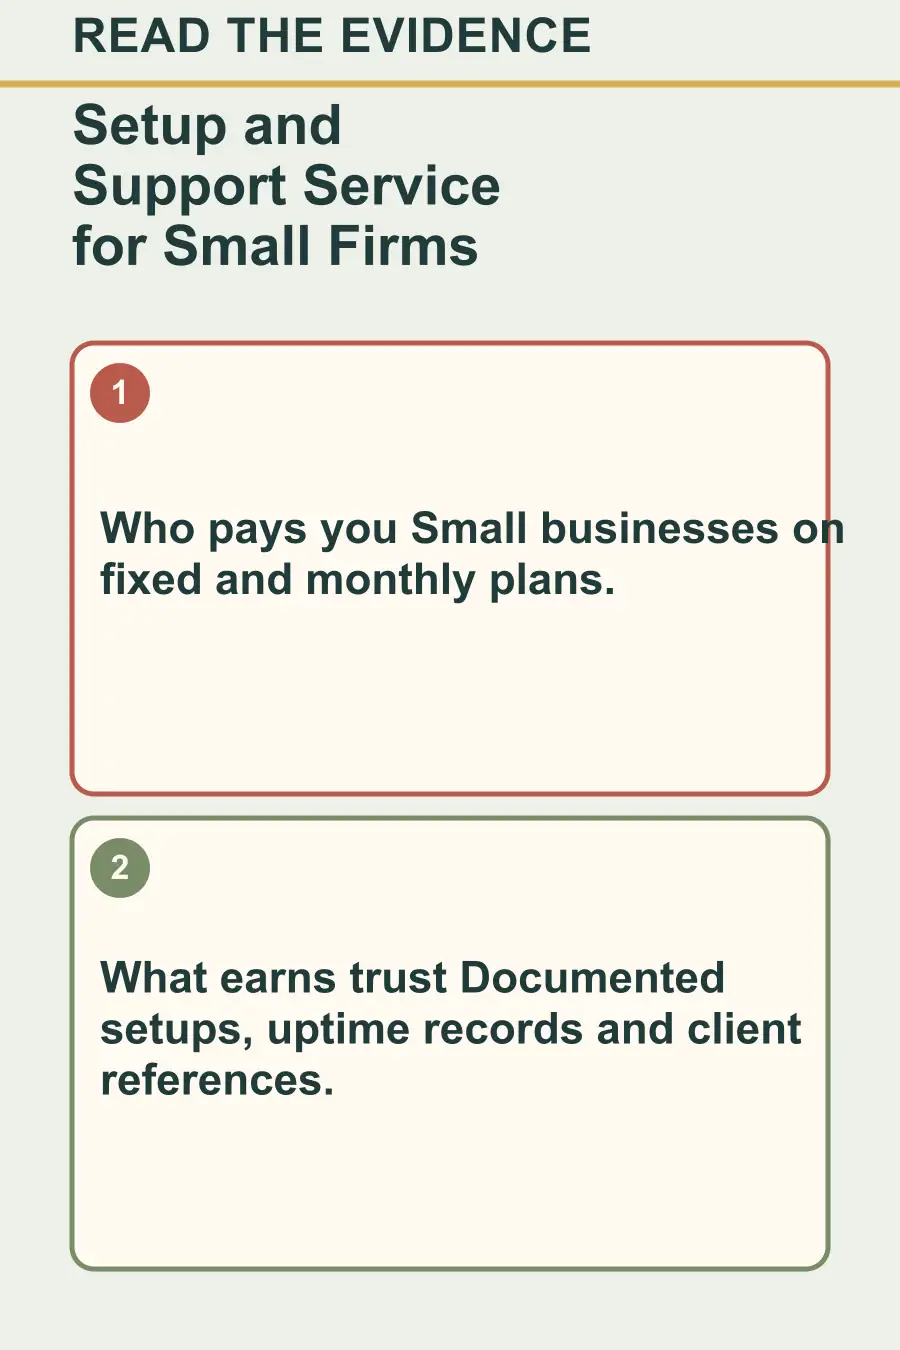 READ THE EVIDENCE
Setup and
Support Service
for Small Firms
1
Who pays you Small businesses on
fixed and monthly plans.
2
What earns trust Documented
setups, uptime records and client
references.